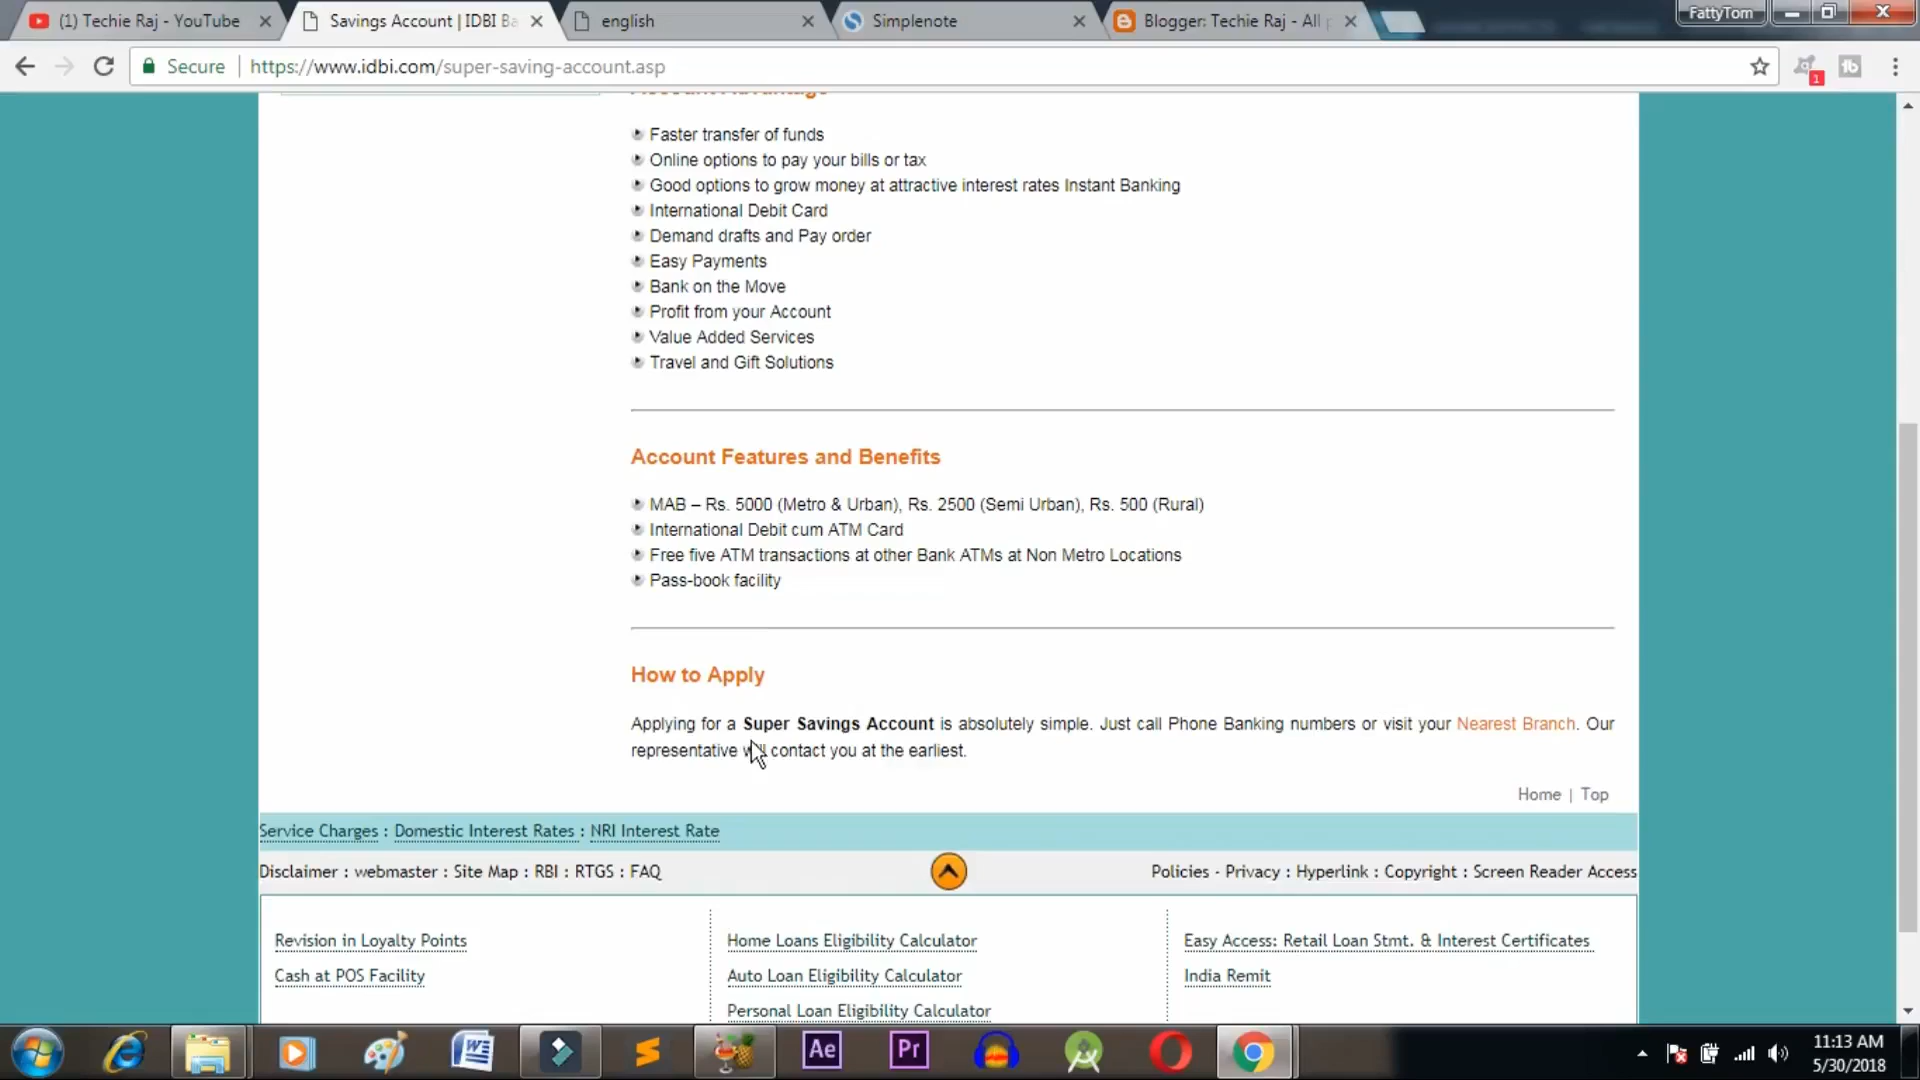 (1) Techie Raj - YouTube
Savings Account | IDBI Ba
english
Simplenote
Blogger: Techie Raj - All p
FattyTom
Secure
https://www.idbi.com/super-saving-account.asp
1
Account Advantage
Faster transfer of funds
Online options to pay your bills or tax
Good options to grow money at attractive interest rates Instant Banking
International Debit Card
Demand drafts and Pay order
Easy Payments
Bank on the Move
Profit from your Account
Value Added Services
Travel and Gift Solutions
Account Features and Benefits
MAB – Rs. 5000 (Metro & Urban), Rs. 2500 (Semi Urban), Rs. 500 (Rural)
International Debit cum ATM Card
Free five ATM transactions at other Bank ATMs at Non Metro Locations
Pass-book facility
How to Apply
Applying for a Super Savings Account is absolutely simple. Just call Phone Banking numbers or visit your Nearest Branch. Our
representative will contact you at the earliest.
Home | Top
Service Charges : Domestic Interest Rates : NRI Interest Rate
Disclaimer : webmaster : Site Map : RBI : RTGS : FAQ
Policies - Privacy : Hyperlink : Copyright : Screen Reader Access
Revision in Loyalty Points
Home Loans Eligibility Calculator
Easy Access: Retail Loan Stmt. & Interest Certificates
Cash at POS Facility
Auto Loan Eligibility Calculator
India Remit
Personal Loan Eligibility Calculator
Ae
Pr
11:13 AM
5/30/2018